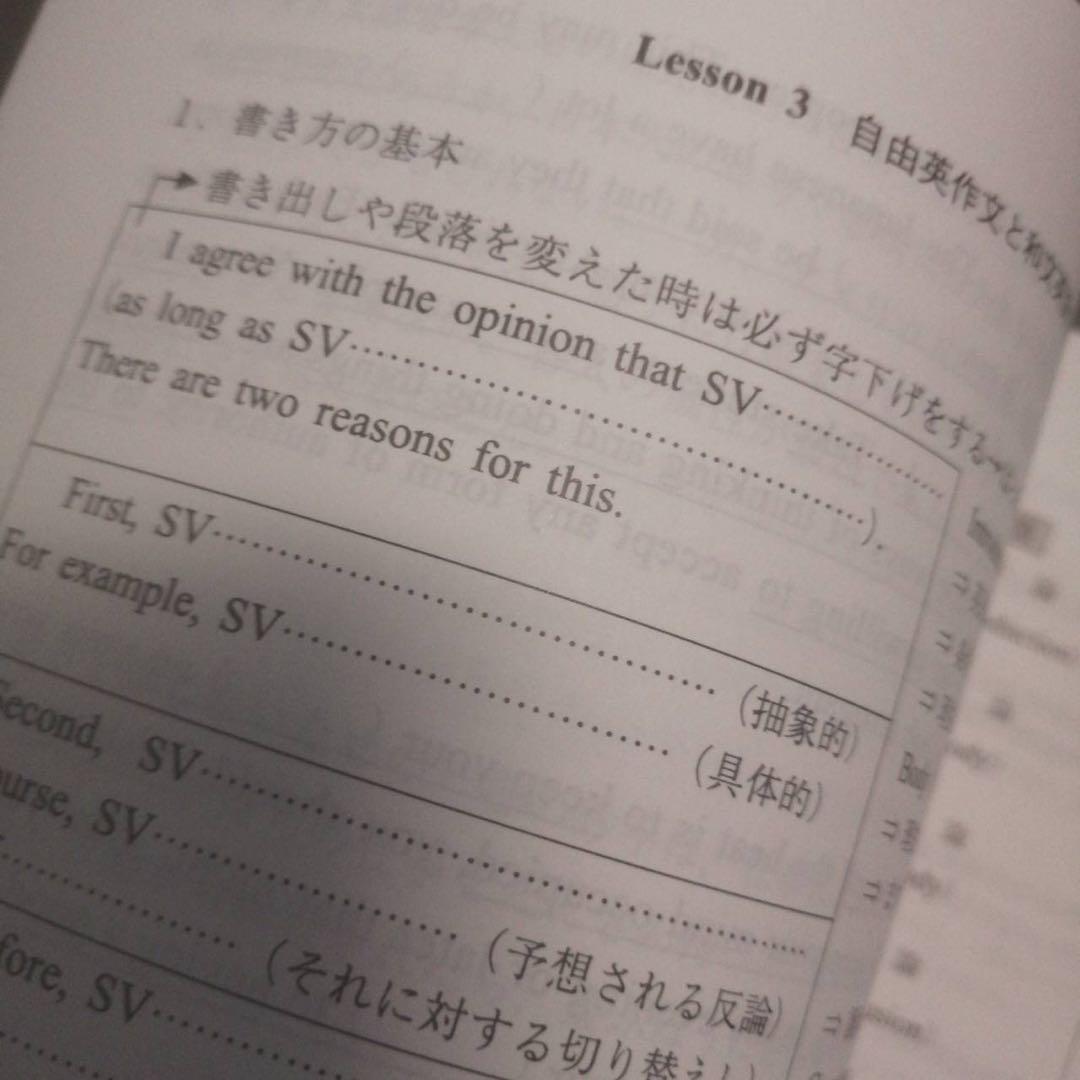 Lesson 3 自由英作文と和文
1. 書き方の基本
書き出しや段落を変えた時は必ず字下げをする
I agree with the opinion that SV……………
(as long as SV……………………………………).
There are two reasons for this.
First, SV……………………………………… (抽象的)
For example, SV……………………………… (具体的)
Second, SV………………………………………………
SV…………………………… (予想される反論)
…………………… (それに対する切り替え)
SV……………………